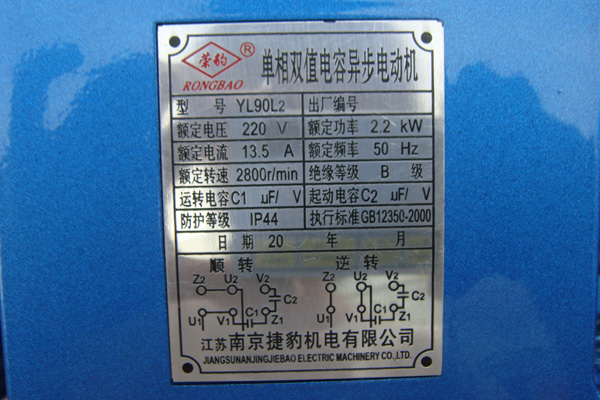 荣豹 ® 单相双值电容异步电动机
RONGBAO
型 号 YL90L2 出厂编号
额定电压 220 V 额定功率 2.2 kW
额定电流 13.5 A 额定频率 50 Hz
额定转速 2800r/min 绝缘等级 B 级
运转电容C1 μF/ V 起动电容C2 μF/ V
防护等级 IP44 执行标准GB12350-2000
日 期 20 年 月
顺 转 逆 转
Z2 U2 V2 Z2 U2 V2
C2 C2
C1 C1
U1 V1 Z1 U1 V1 Z1
江苏南京捷豹机电有限公司
JIANGSUNANJINGJIEBAO ELECTRIC MACHINERY CO.,LTD.